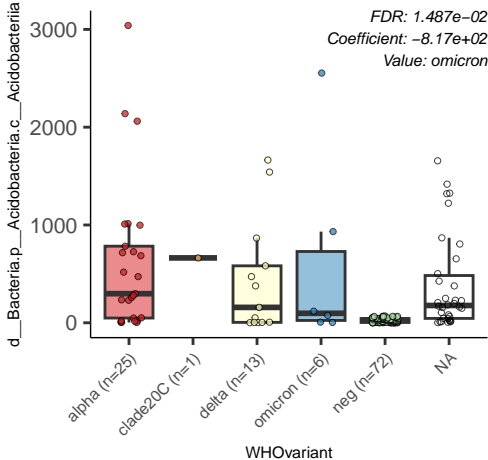 FDR: 1.487e−02
Coefficient: −8.17e+02
Value: omicron
d__Bacteria.p__Acidobacteria.c__Acidobacteriia
3000
2000
1000
0
alpha (n=25)
clade20C (n=1)
delta (n=13)
omicron (n=6)
neg (n=72)
NA
WHOvariant